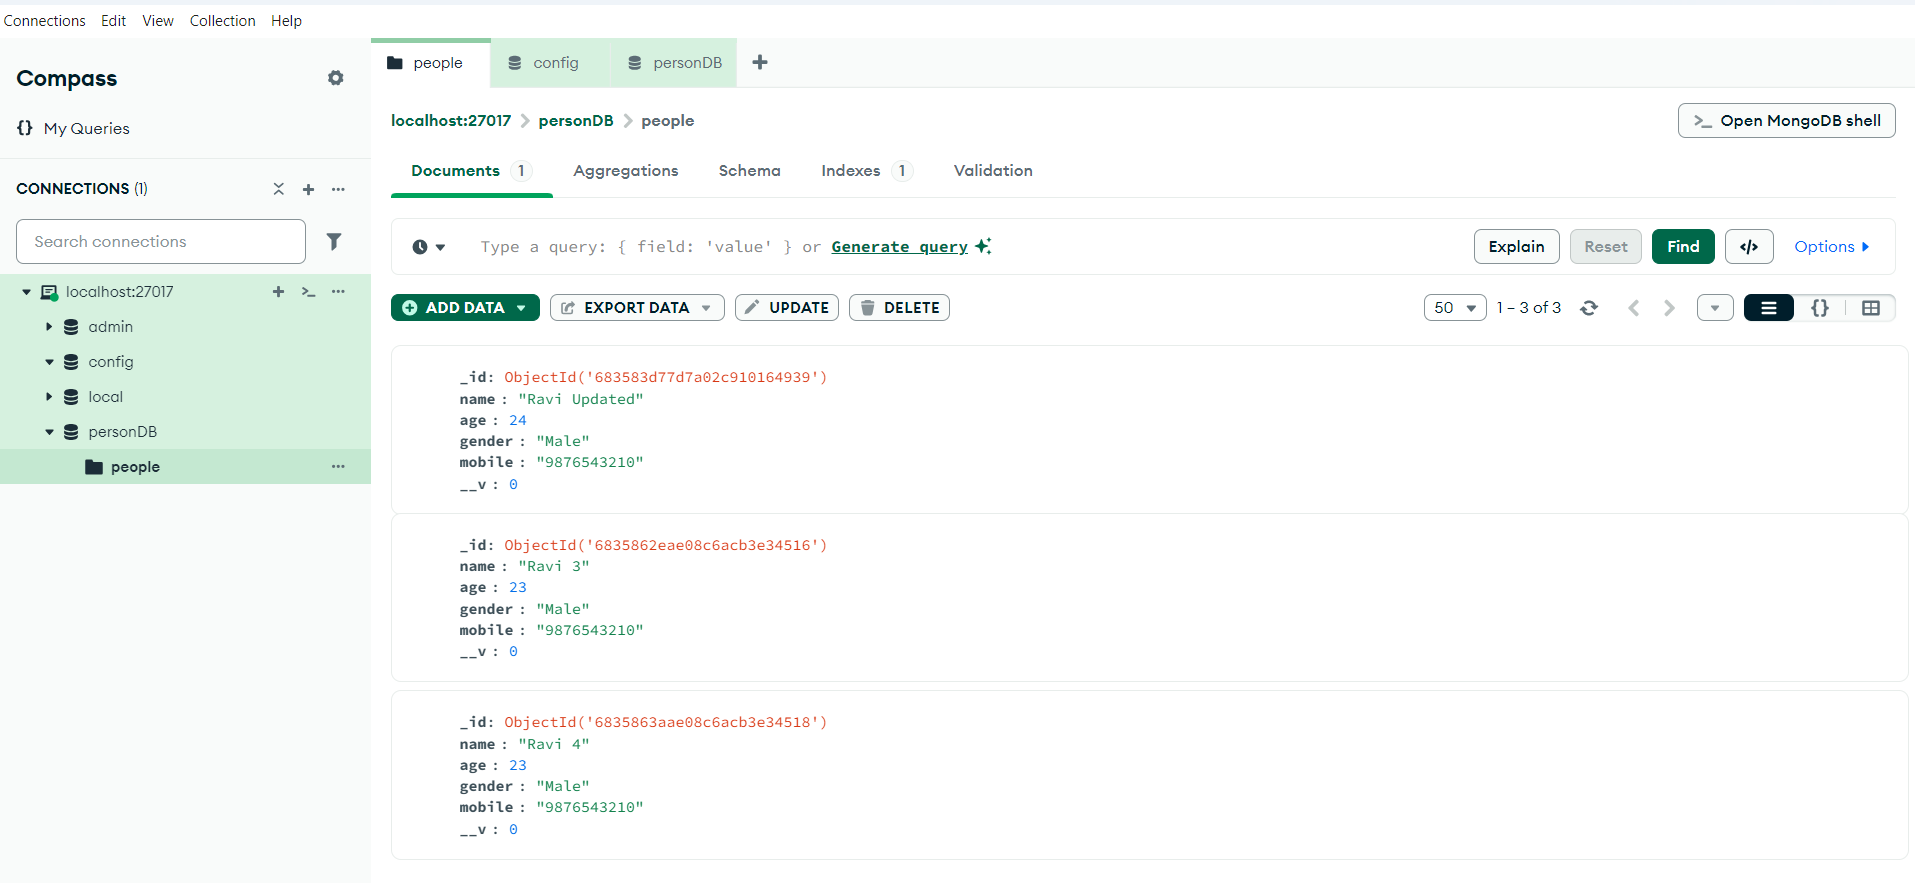 Connections Edit View Collection Help
Compass
{} My Queries
CONNECTIONS (1)
Search connections
localhost:27017
admin
config
local
personDB
people
people config personDB
localhost:27017 > personDB > people
>_ Open MongoDB shell
Documents 1 Aggregations Schema Indexes 1 Validation
Type a query: { field: 'value' } or Generate query
Explain Reset Find </> Options
ADD DATA EXPORT DATA UPDATE DELETE
50 1 – 3 of 3 {}
_id: ObjectId('683583d77d7a02c910164939')
name : "Ravi Updated"
age : 24
gender : "Male"
mobile : "9876543210"
__v : 0
_id: ObjectId('6835862eae08c6acb3e34516')
name : "Ravi 3"
age : 23
gender : "Male"
mobile : "9876543210"
__v : 0
_id: ObjectId('6835863aae08c6acb3e34518')
name : "Ravi 4"
age : 23
gender : "Male"
mobile : "9876543210"
__v : 0